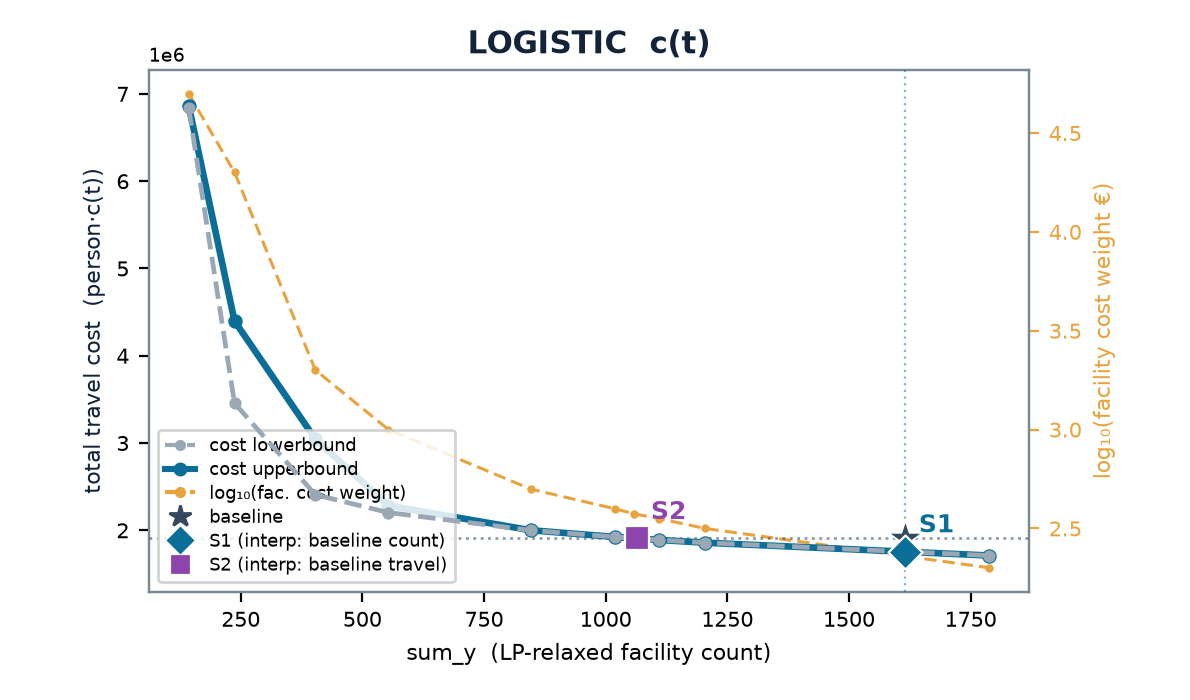 LOGISTIC c(t)
1e6
7
6
5
4
3
2
total travel cost (person·c(t))
4.5
4.0
3.5
3.0
2.5
log₁₀(facility cost weight €)
cost lowerbound
cost upperbound
log₁₀(fac. cost weight)
baseline
S1 (interp: baseline count)
S2 (interp: baseline travel)
S2
S1
250
500
750
1000
1250
1500
1750
sum_y (LP-relaxed facility count)